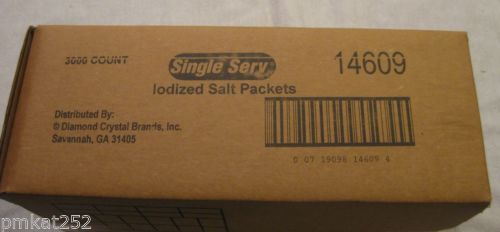 3000 COUNT
Single Serv
14609
Iodized Salt Packets
Distributed By:
© Diamond Crystal Brands, Inc.
Savannah, GA 31405
0 07 19098 14609 4
pmkat252